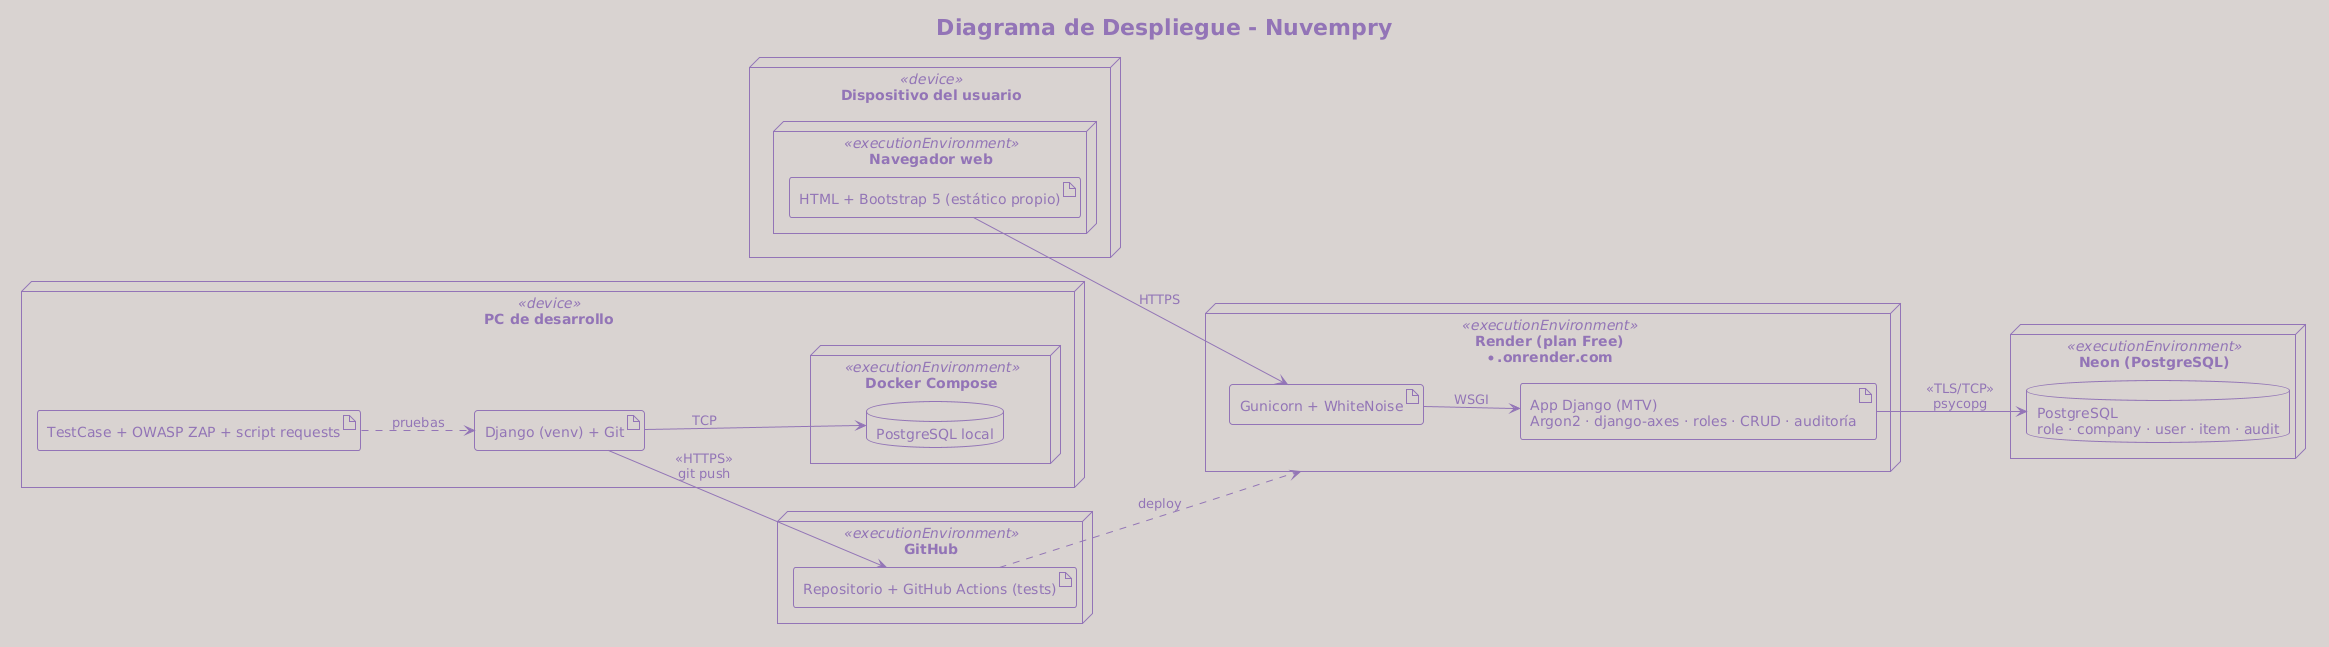 Diagrama de Despliegue - Nuvempry
«device»
Dispositivo del usuario
«executionEnvironment»
Navegador web
HTML + Bootstrap 5 (estático propio)
HTTPS
«device»
PC de desarrollo
TestCase + OWASP ZAP + script requests
pruebas
Django (venv) + Git
TCP
«executionEnvironment»
Docker Compose
PostgreSQL local
«HTTPS»
git push
«executionEnvironment»
GitHub
Repositorio + GitHub Actions (tests)
deploy
«executionEnvironment»
Render (plan Free)
•.onrender.com
Gunicorn + WhiteNoise
WSGI
App Django (MTV)
Argon2 · django-axes · roles · CRUD · auditoría
«TLS/TCP»
psycopg
«executionEnvironment»
Neon (PostgreSQL)
PostgreSQL
role · company · user · item · audit